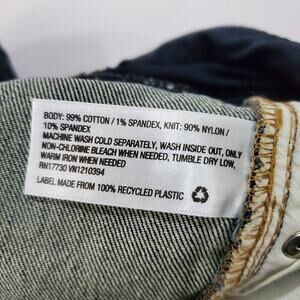 BODY: 99% COTTON / 1% SPANDEX, KNIT: 90% NYLON /
10% SPANDEX
MACHINE WASH COLD SEPARATELY, WASH INSIDE OUT, ONLY
NON-CHLORINE BLEACH WHEN NEEDED, TUMBLE DRY LOW,
WARM IRON WHEN NEEDED
RN17730 VN1210394
LABEL MADE FROM 100% RECYCLED PLASTIC